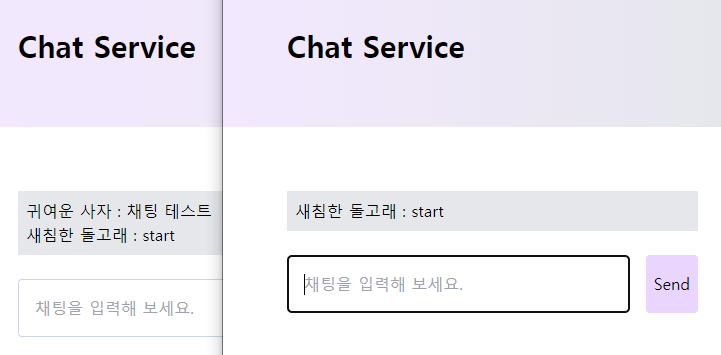 Chat Service
귀여운 사자 : 채팅 테스트
새침한 돌고래 : start
채팅을 입력해 보세요.
Chat Service
새침한 돌고래 : start
채팅을 입력해 보세요.
Send